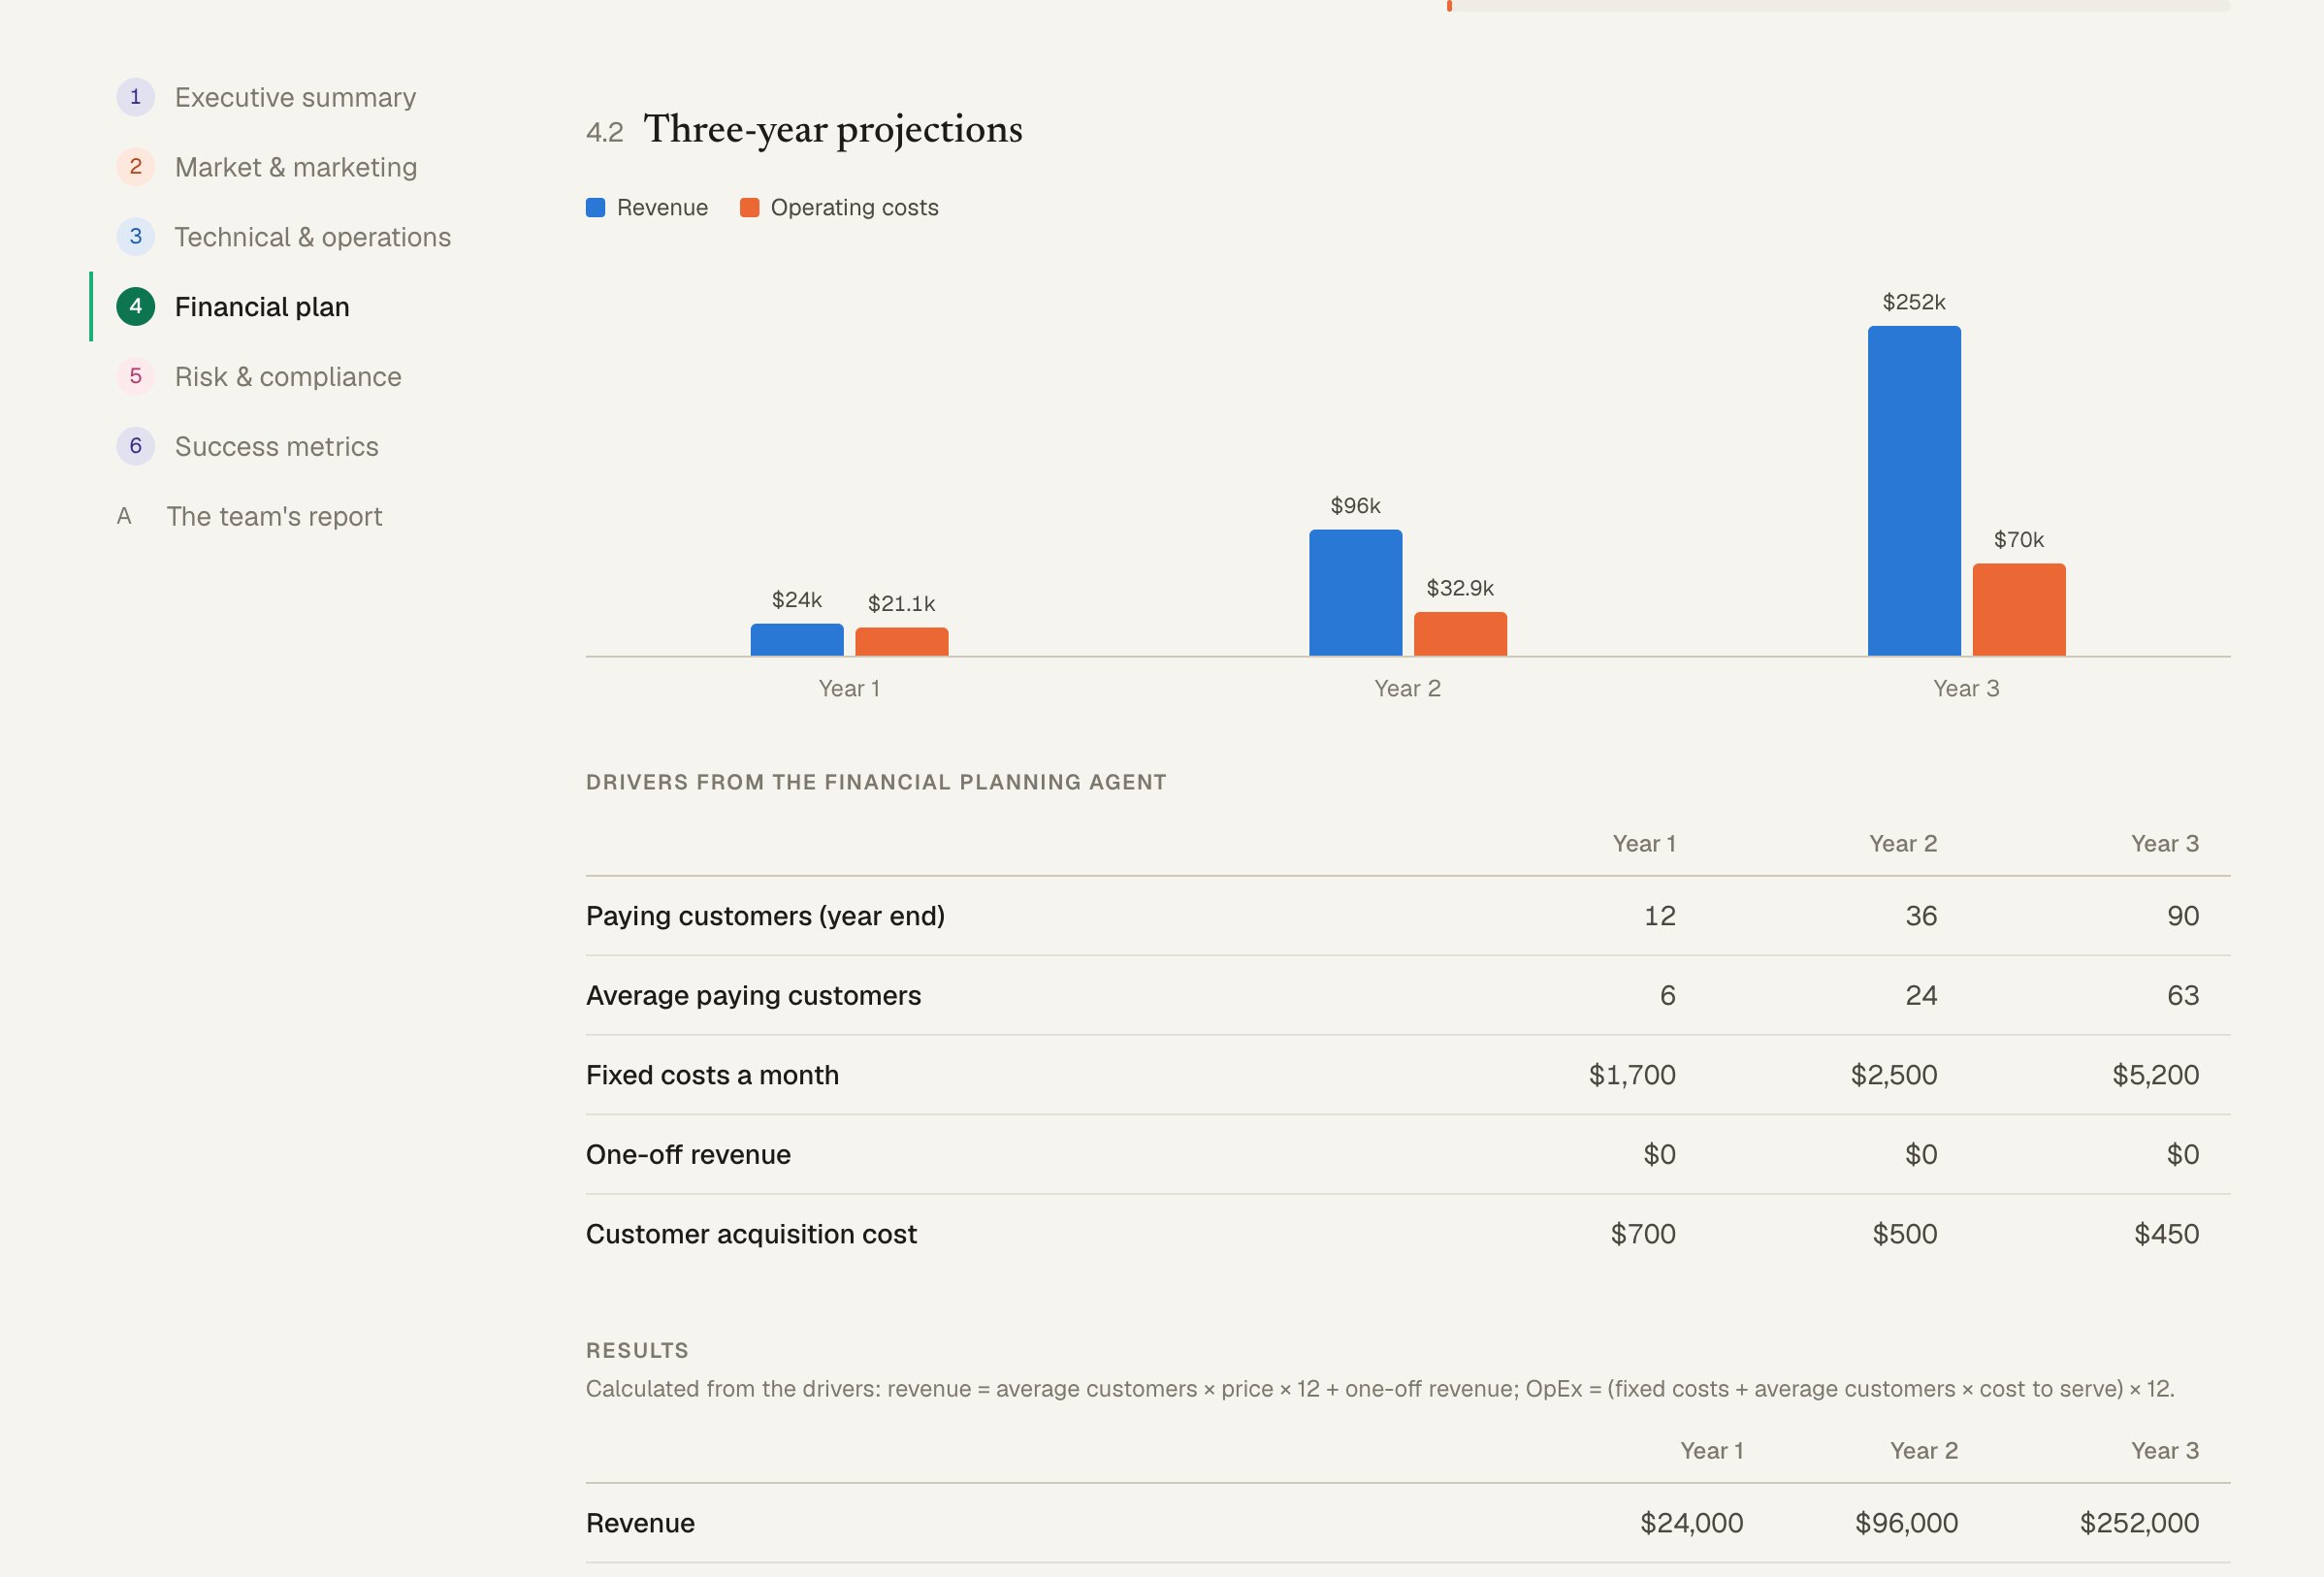 1 Executive summary
2 Market & marketing
3 Technical & operations
4 Financial plan
5 Risk & compliance
6 Success metrics
A The team's report
4.2 Three-year projections
Revenue Operating costs
$252k
$96k
$70k
$32.9k
$24k $21.1k
Year 1 Year 2 Year 3
DRIVERS FROM THE FINANCIAL PLANNING AGENT
Year 1 Year 2 Year 3
Paying customers (year end) 12 36 90
Average paying customers 6 24 63
Fixed costs a month $1,700 $2,500 $5,200
One-off revenue $0 $0 $0
Customer acquisition cost $700 $500 $450
RESULTS
Calculated from the drivers: revenue = average customers × price × 12 + one-off revenue; OpEx = (fixed costs + average customers × cost to serve) × 12.
Year 1 Year 2 Year 3
Revenue $24,000 $96,000 $252,000